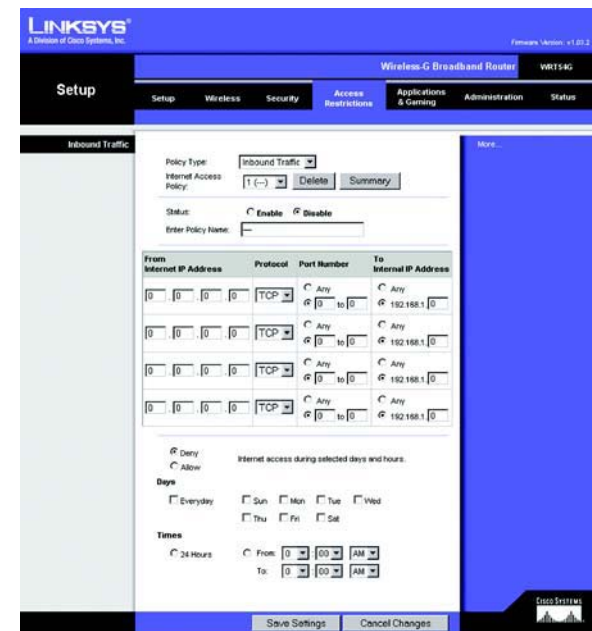 LINKSYS®
A Division of Cisco Systems, Inc.
Firmware Version: v1.03.2
Wireless-G Broadband Router WRT54G
Setup
Setup Wireless Security Access Restrictions Applications & Gaming Administration Status
Inbound Traffic
More...
Policy Type: Inbound Traffic
Internet Access Policy: 1 (---) Delete Summary
Status: Enable Disable
Enter Policy Name: ---
From Internet IP Address Protocol Port Number To Internal IP Address
Any Any
0 . 0 . 0 . 0 TCP 0 to 0 192.168.1. 0
Any Any
0 . 0 . 0 . 0 TCP 0 to 0 192.168.1. 0
Any Any
0 . 0 . 0 . 0 TCP 0 to 0 192.168.1. 0
Any Any
0 . 0 . 0 . 0 TCP 0 to 0 192.168.1. 0
Deny
Allow
Internet access during selected days and hours.
Days
Everyday Sun Mon Tue Wed
Thu Fri Sat
Times
24 Hours From: 0 : 00 AM
To: 0 : 00 AM
Save Settings Cancel Changes
CISCO SYSTEMS